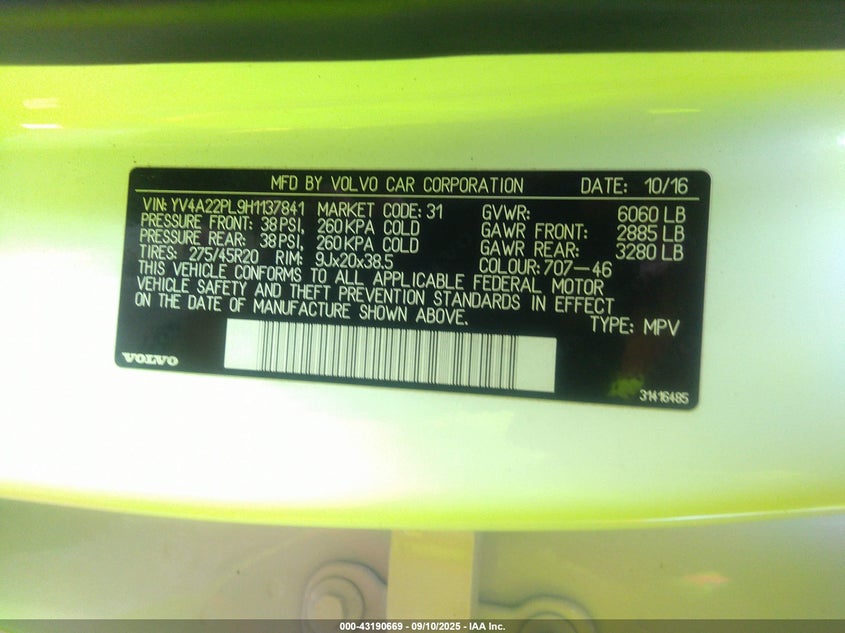 MFD BY VOLVO CAR CORPORATION DATE: 10/16
VIN: YV4A22PL9H1137841 MARKET CODE: 31 GVWR: 6060 LB
PRESSURE FRONT: 38 PSI, 260 KPA COLD GAWR FRONT: 2885 LB
PRESSURE REAR: 38 PSI, 260 KPA COLD GAWR REAR: 3280 LB
TIRES: 275/45R20 RIM: 9Jx20x38.5 COLOUR: 707-46
THIS VEHICLE CONFORMS TO ALL APPLICABLE FEDERAL MOTOR
VEHICLE SAFETY AND THEFT PREVENTION STANDARDS IN EFFECT
ON THE DATE OF MANUFACTURE SHOWN ABOVE.
TYPE: MPV
VOLVO
31416485
000-43190669 - 09/10/2025 - IAA Inc.